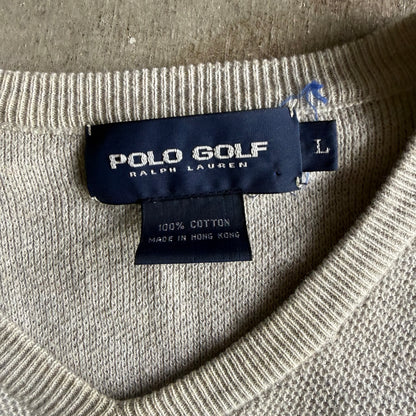 POLO GOLF
RALPH LAUREN
L
100% COTTON
MADE IN HONG KONG